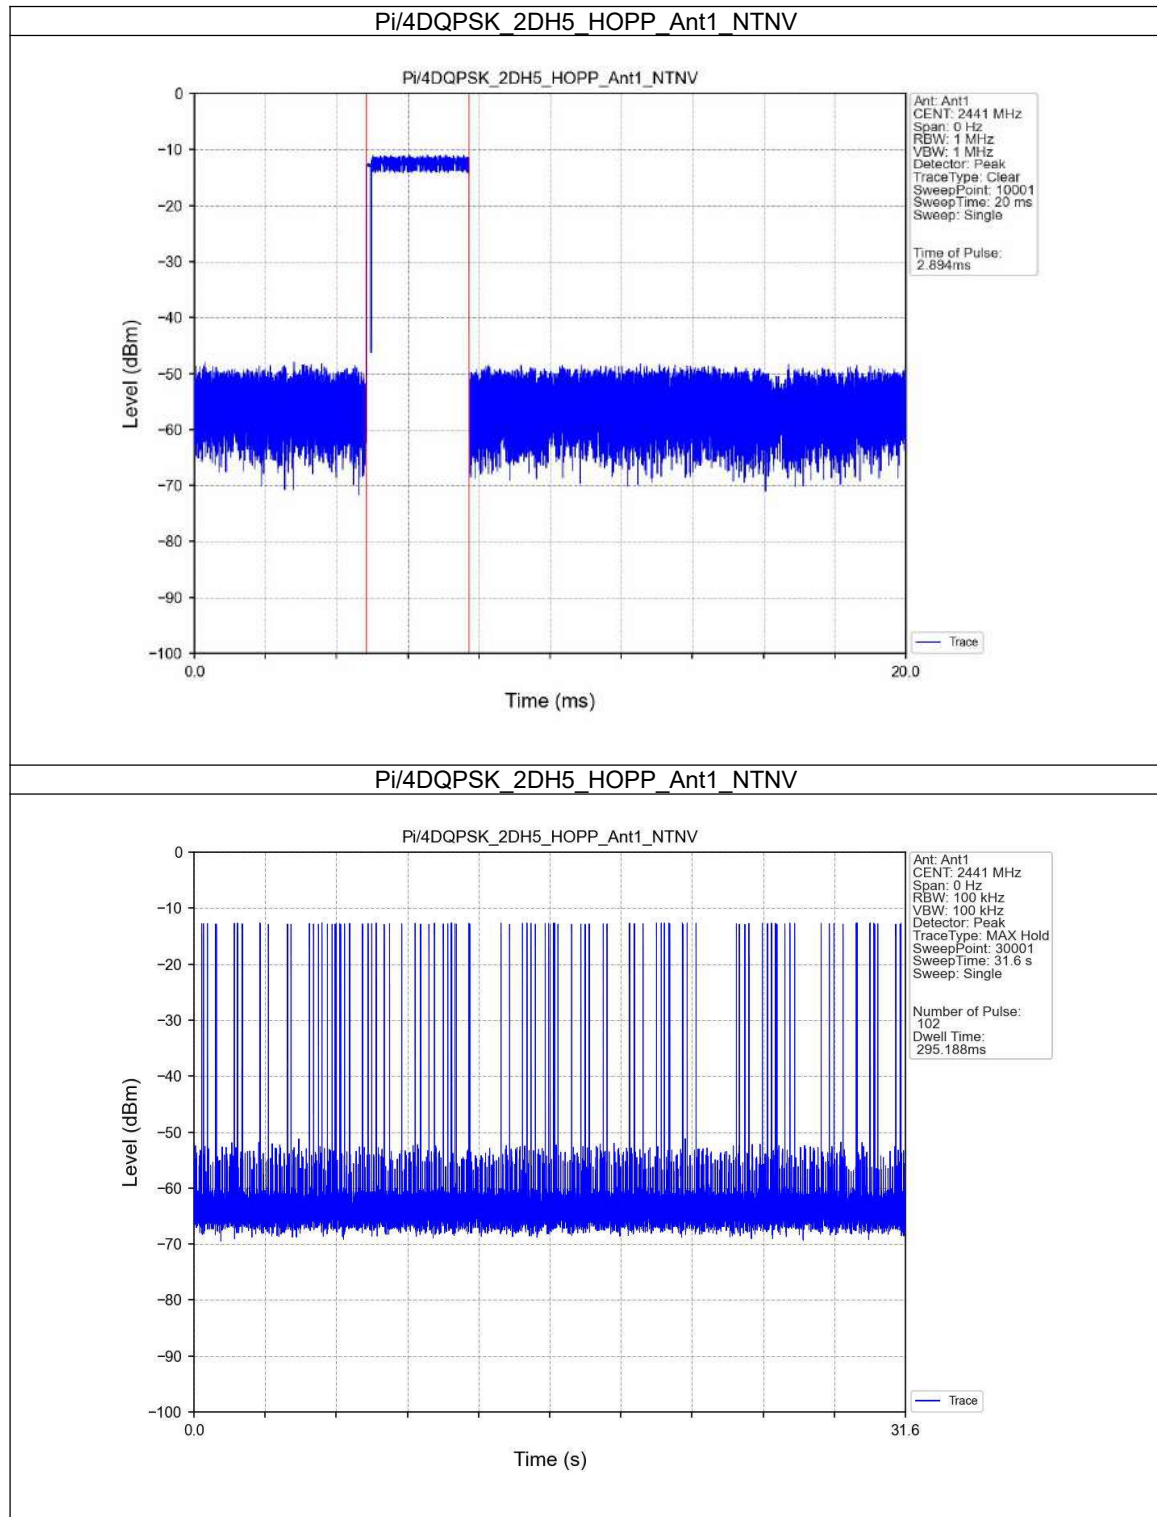 Pi/4DQPSK_2DH5_HOPP_Ant1_NTNV
Pi/4DQPSK_2DH5_HOPP_Ant1_NTNV
Ant: Ant1
CENT: 2441 MHz
Span: 0 Hz
RBW: 1 MHz
VBW: 1 MHz
Detector: Peak
TraceType: Clear
SweepPoint: 10001
SweepTime: 20 ms
Sweep: Single
Time of Pulse:
2.894ms
0
−10
−20
−30
−40
−50
−60
−70
−80
−90
−100
Level (dBm)
Trace
0.0
20.0
Time (ms)
Pi/4DQPSK_2DH5_HOPP_Ant1_NTNV
Pi/4DQPSK_2DH5_HOPP_Ant1_NTNV
Ant: Ant1
CENT: 2441 MHz
Span: 0 Hz
RBW: 100 kHz
VBW: 100 kHz
Detector: Peak
TraceType: MAX Hold
SweepPoint: 30001
SweepTime: 31.6 s
Sweep: Single
Number of Pulse:
102
Dwell Time:
295.188ms
0
−10
−20
−30
−40
−50
−60
−70
−80
−90
−100
Level (dBm)
Trace
0.0
31.6
Time (s)